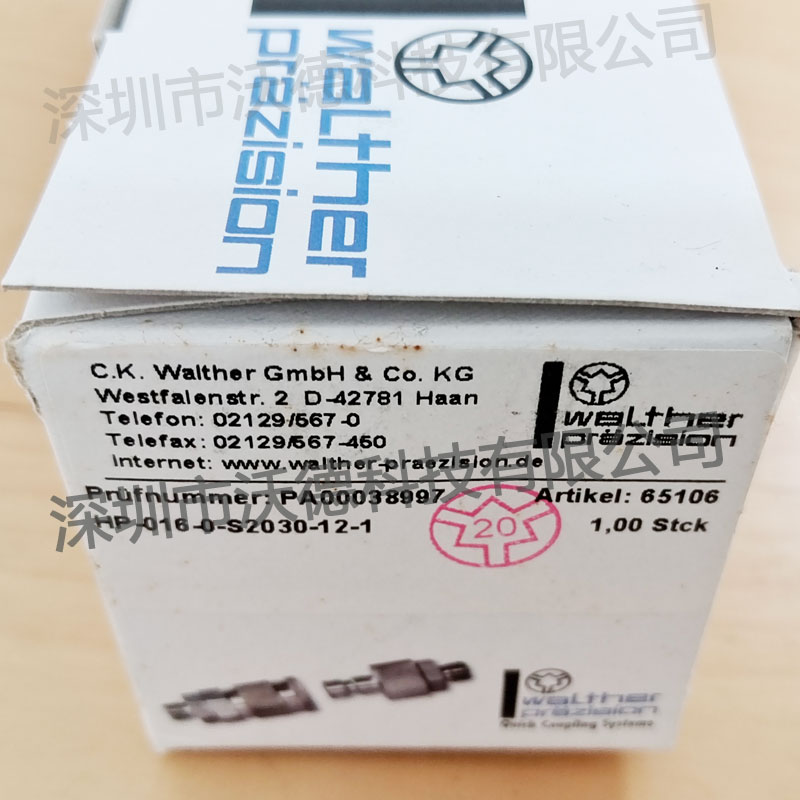 walther
präzision
深圳市沃德科技有限公司
C.K. Walther GmbH & Co. KG
Westfalenstr. 2 D-42781 Haan
Telefon: 02129/567-0
Telefax: 02129/567-450
Internet: www.walther-praezision.de
walther
präzision
深圳市沃德科技有限公司
Prüfnummer: PA00038997
Artikel: 65106
HP-016-0-S2030-12-1
20
1,00 Stck
walther
präzision
Quick Coupling Systems